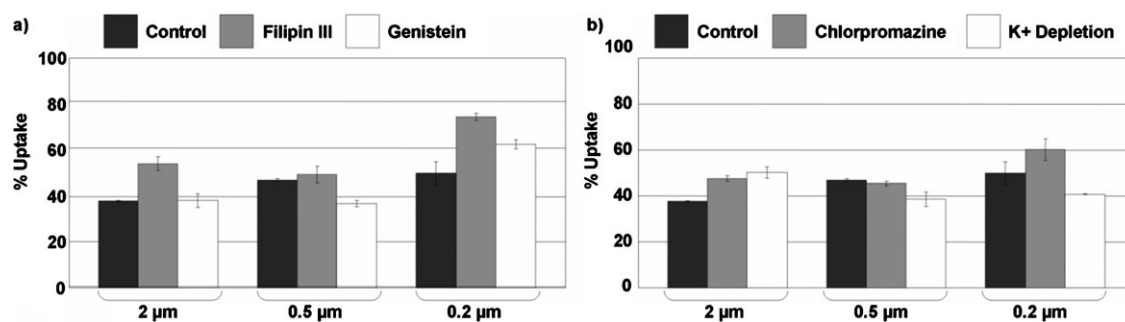 a) Control Filipin III Genistein
100
80
60
40
20
0
% Uptake
2 µm 0.5 µm 0.2 µm
b) Control Chlorpromazine K+ Depletion
100
80
60
40
20
0
% Uptake
2 µm 0.5 µm 0.2 µm